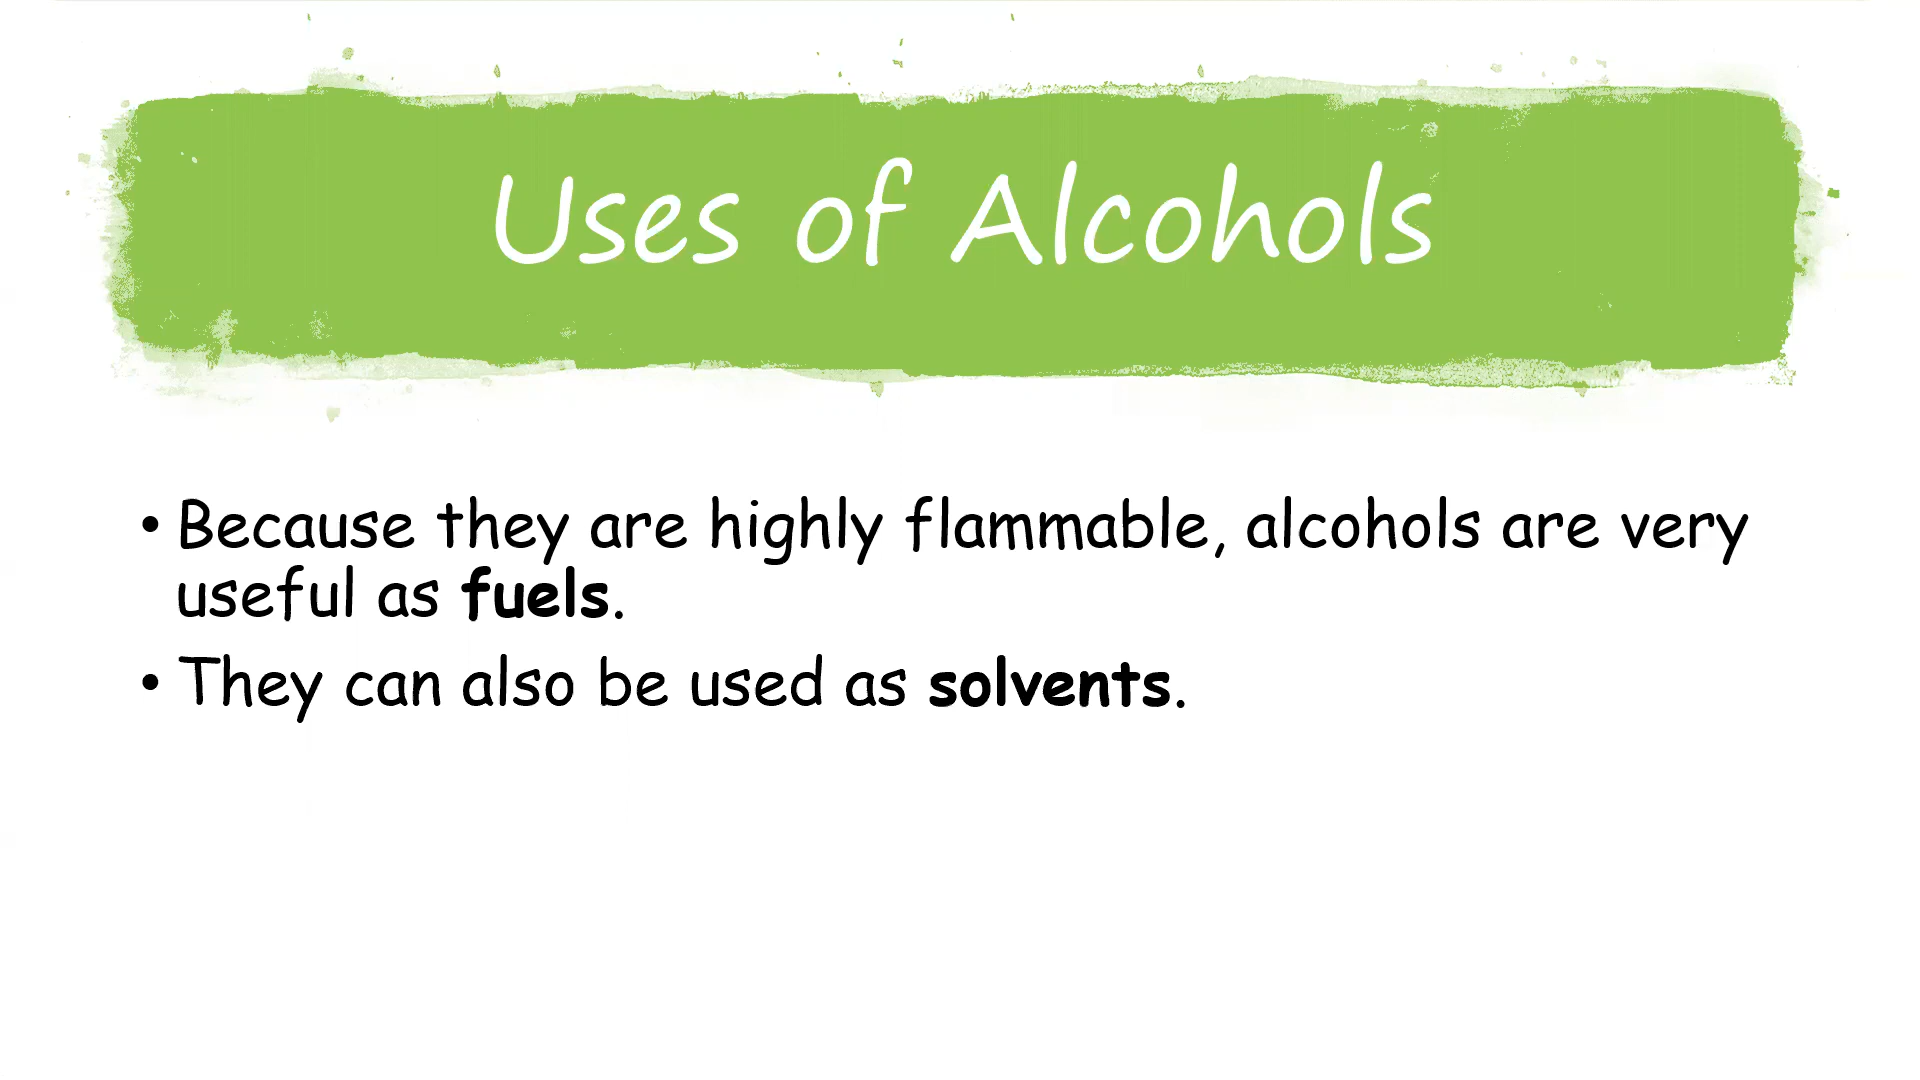 Uses of Alcohols
• Because they are highly flammable, alcohols are very
useful as fuels.
• They can also be used as solvents.